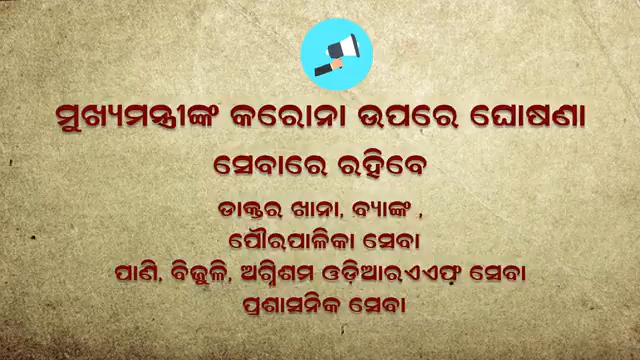 ମୁଖ୍ୟମନ୍ତ୍ରୀଙ୍କ କରୋନା ଉପରେ ଘୋଷଣା
ସେବାରେ ରହିବେ
ଡାକ୍ତର ଖାନା, ବ୍ୟାଙ୍କ ,
ପୌରପାଳିକା ସେବା
ପାଣି, ବିଜୁଳି, ଅଗ୍ନିଶମ ଓଡ଼ିଆରଏଏଫ ସେବା
ପ୍ରଶାସନିକ ସେବା